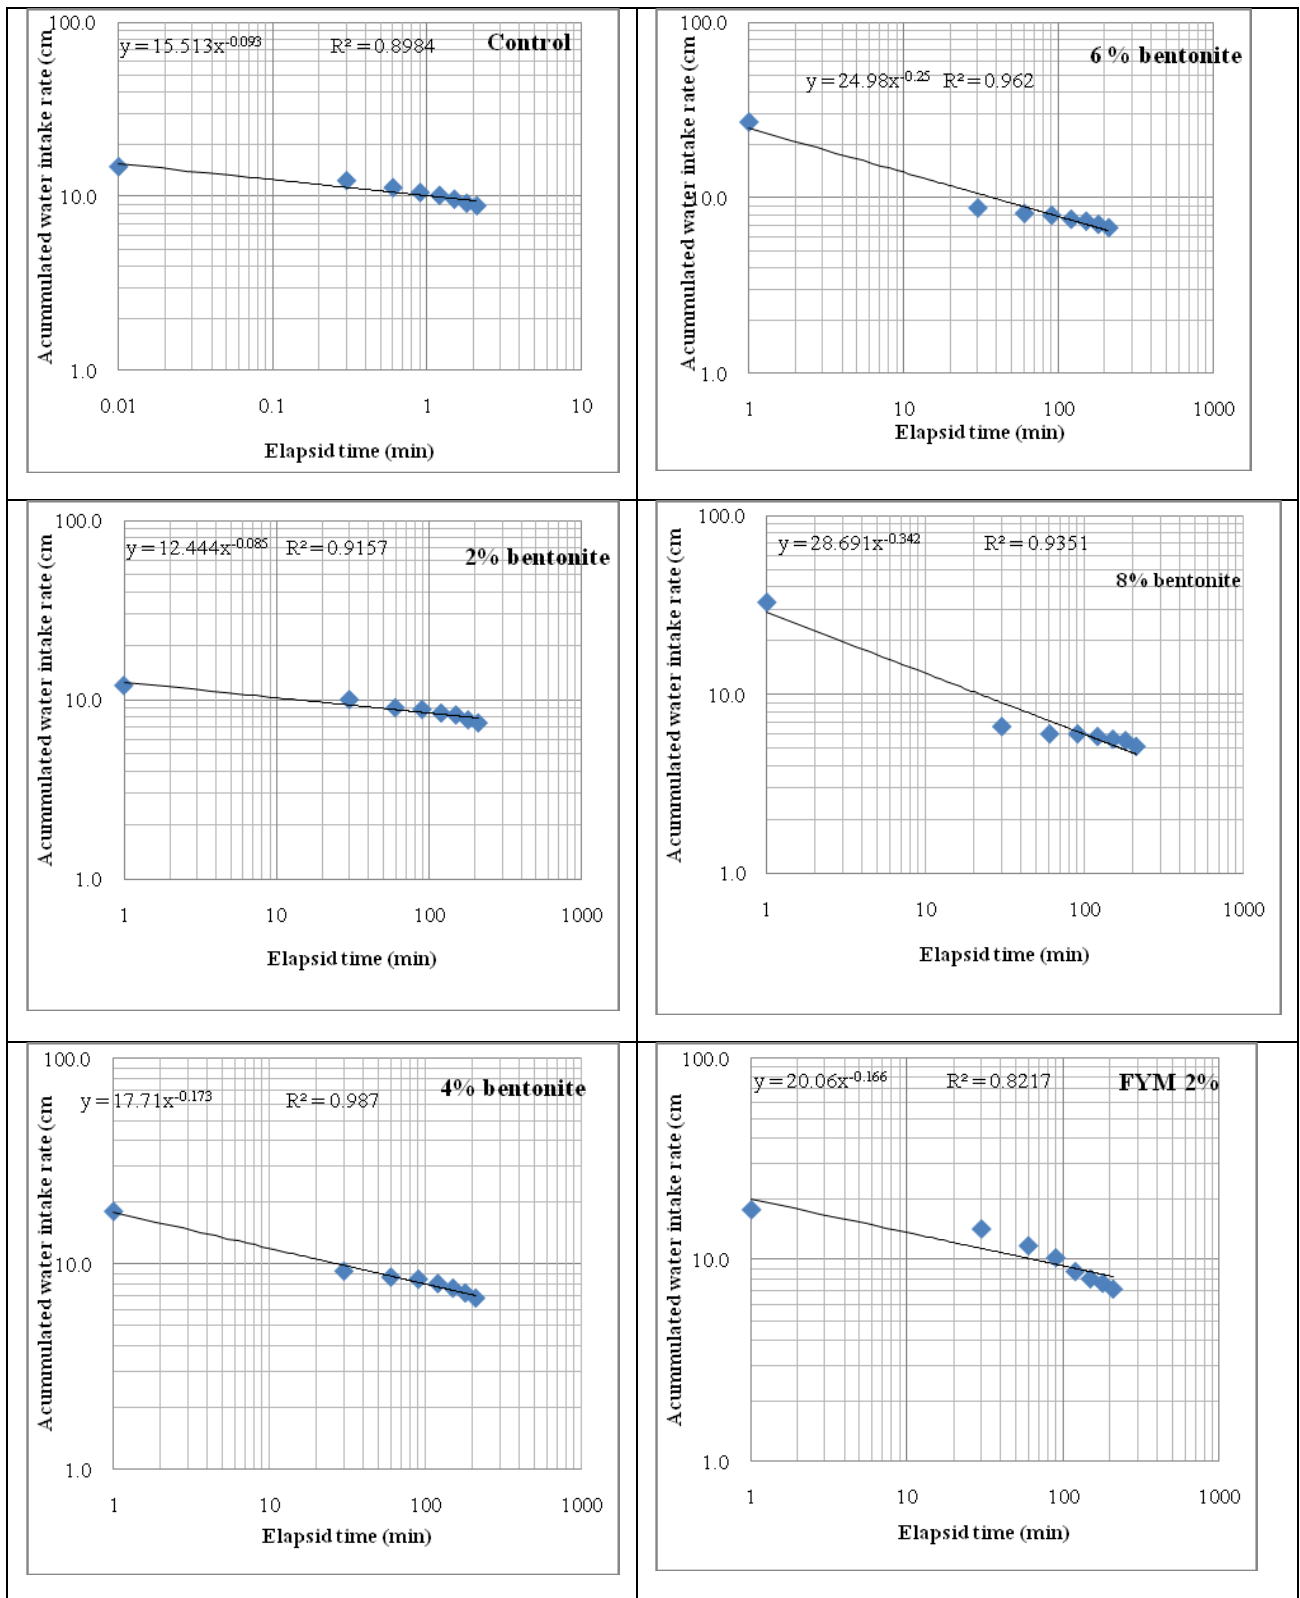 100.0
y = 15.513x^-0.093 R² = 0.8984 Control
10.0
1.0
0.01 0.1 1 10
Acummulated water intake rate (cm
Elapsid time (min)
100.0
6 % bentonite
y = 24.98x^-0.25 R² = 0.962
10.0
1.0
1 10 100 1000
Acummulated water intake rate (cm
Elapsid time (min)
100.0
y = 12.444x^-0.085 R² = 0.9157
2% bentonite
10.0
1.0
1 10 100 1000
Acummulated water intake rate (cm
Elapsid time (min)
100.0
y = 28.691x^-0.342 R² = 0.9351
8% bentonite
10.0
1.0
1 10 100 1000
Acummulated water intake rate (cm
Elapsid time (min)
100.0
4% bentonite
y = 17.71x^-0.173 R² = 0.987
10.0
1.0
1 10 100 1000
Acummulated water intake rate (cm
Elapsid time (min)
100.0
y = 20.06x^-0.166 R² = 0.8217 FYM 2%
10.0
1.0
1 10 100 1000
Acummulated water intake rate (cm
Elapsid time (min)